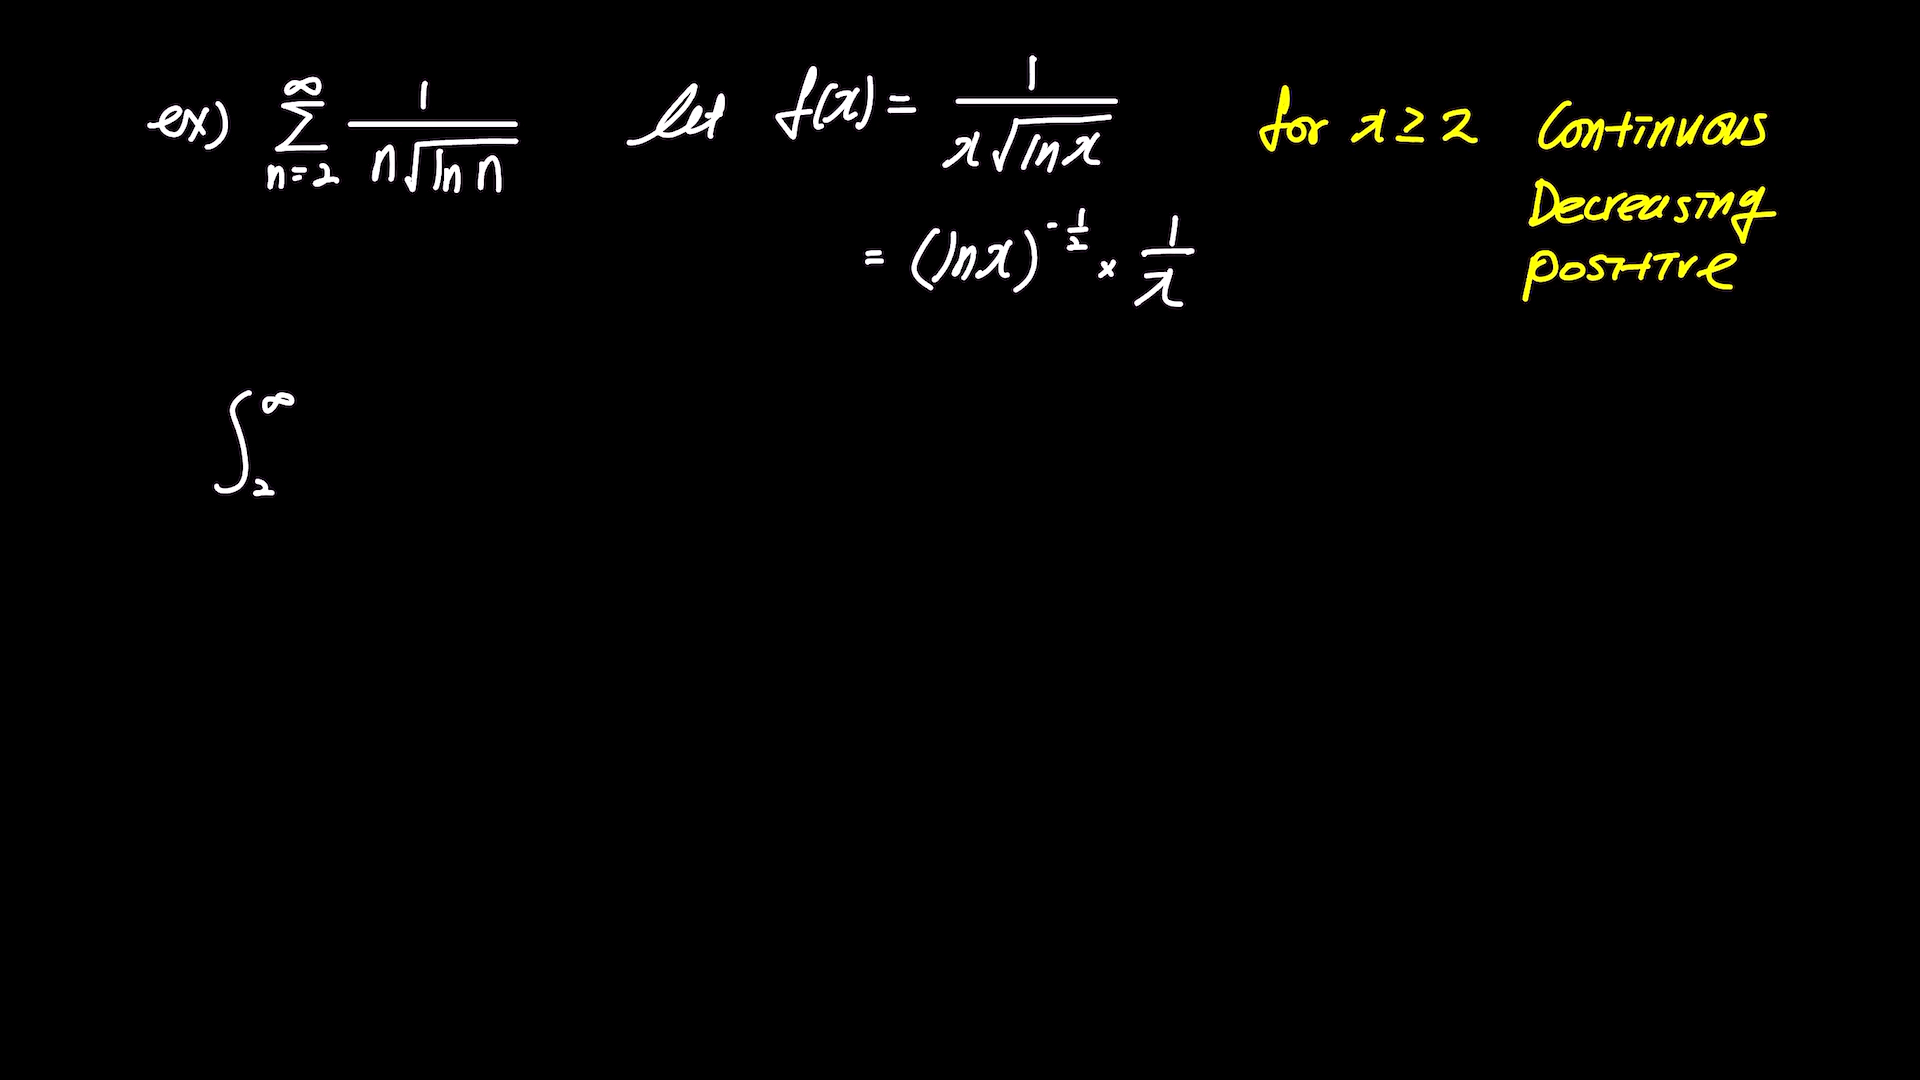 ex) ∑_{n=2}^{∞} 1/(n√(ln n)) let f(x) = 1/(x√(ln x)) for x ≥ 2 Continuous
Decreasing
= (ln x)^{-1/2} × 1/x positive
∫_2^∞